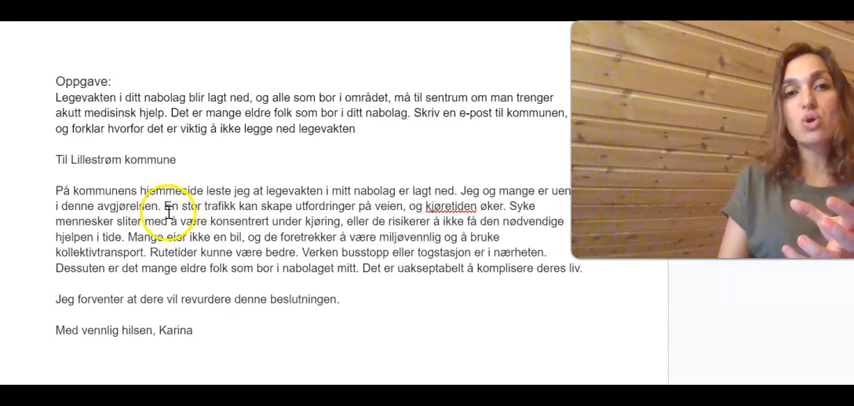 Oppgave:
Legevakten i ditt nabolag blir lagt ned, og alle som bor i området, må til sentrum om man trenger
akutt medisinsk hjelp. Det er mange eldre folk som bor i ditt nabolag. Skriv en e-post til kommunen,
og forklar hvorfor det er viktig å ikke legge ned legevakten
Til Lillestrøm kommune
På kommunens hjemmeside leste jeg at legevakten i mitt nabolag er lagt ned. Jeg og mange er
i denne avgjørelsen. En stor trafikk kan skape utfordringer på veien, og kjøretiden øker. Syke
mennesker sliter med å være konsentrert under kjøring, eller de risikerer å ikke få den nødvendige
hjelpen i tide. Mange eier ikke en bil, og de foretrekker å være miljøvennlig og å bruke
kollektivtransport. Rutetider kunne være bedre. Verken busstopp eller togstasjon er i nærheten.
Dessuten er det mange eldre folk som bor i nabolaget mitt. Det er uakseptabelt å komplisere deres liv.
Jeg forventer at dere vil revurdere denne beslutningen.
Med vennlig hilsen, Karina